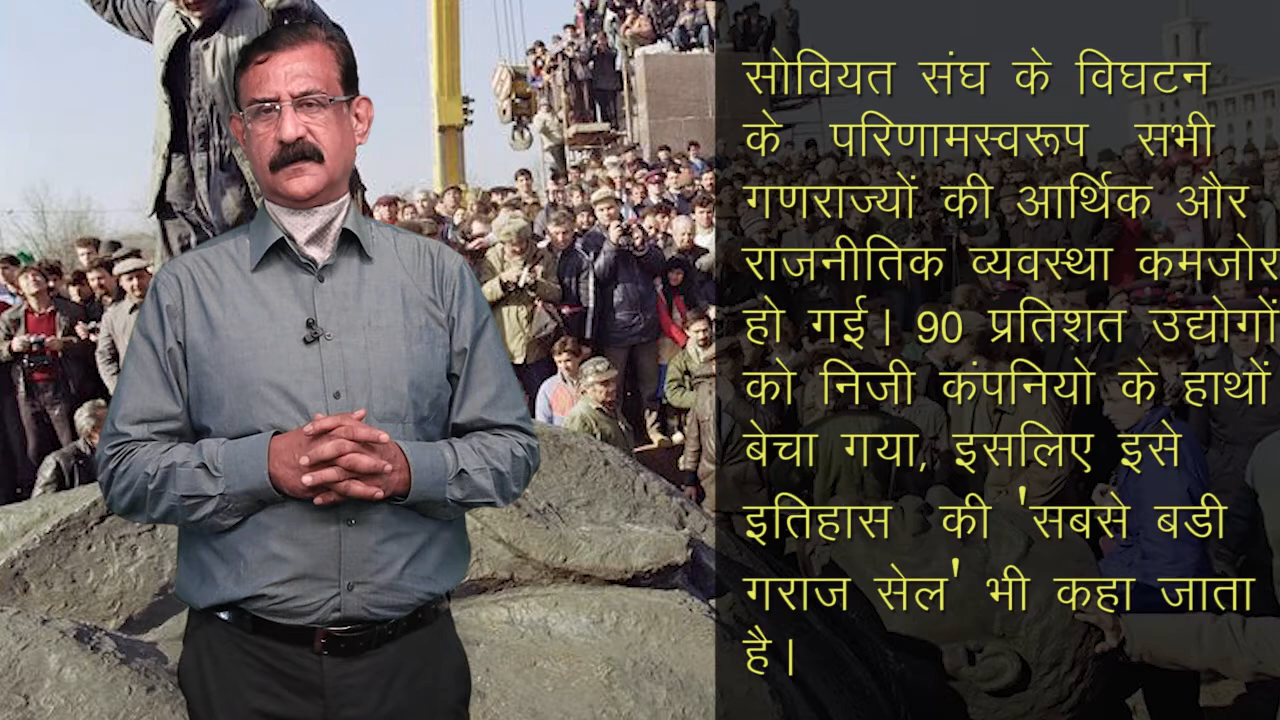 सोवियत संघ के विघटन
के परिणामस्वरूप सभी
गणराज्यों की आर्थिक और
राजनीतिक व्यवस्था कमजोर
हो गई। 90 प्रतिशत उद्योगों
को निजी कंपनियो के हाथों
बेचा गया, इसलिए इसे
इतिहास की 'सबसे बडी
गराज सेल' भी कहा जाता
है।